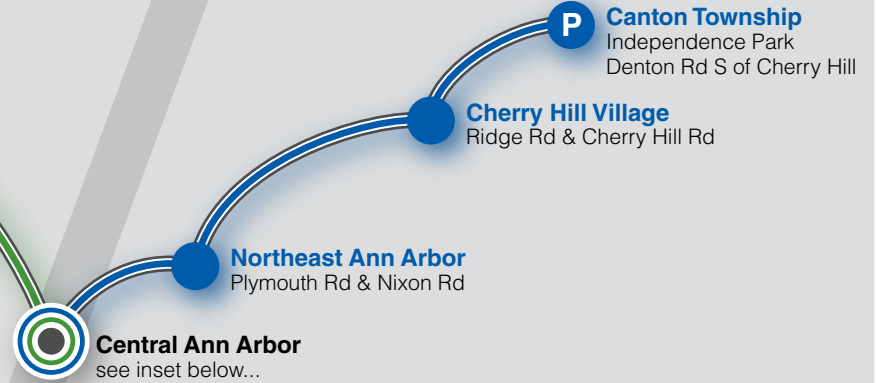 P
Canton Township
Independence Park
Denton Rd S of Cherry Hill
Cherry Hill Village
Ridge Rd & Cherry Hill Rd
Northeast Ann Arbor
Plymouth Rd & Nixon Rd
Central Ann Arbor
see inset below...